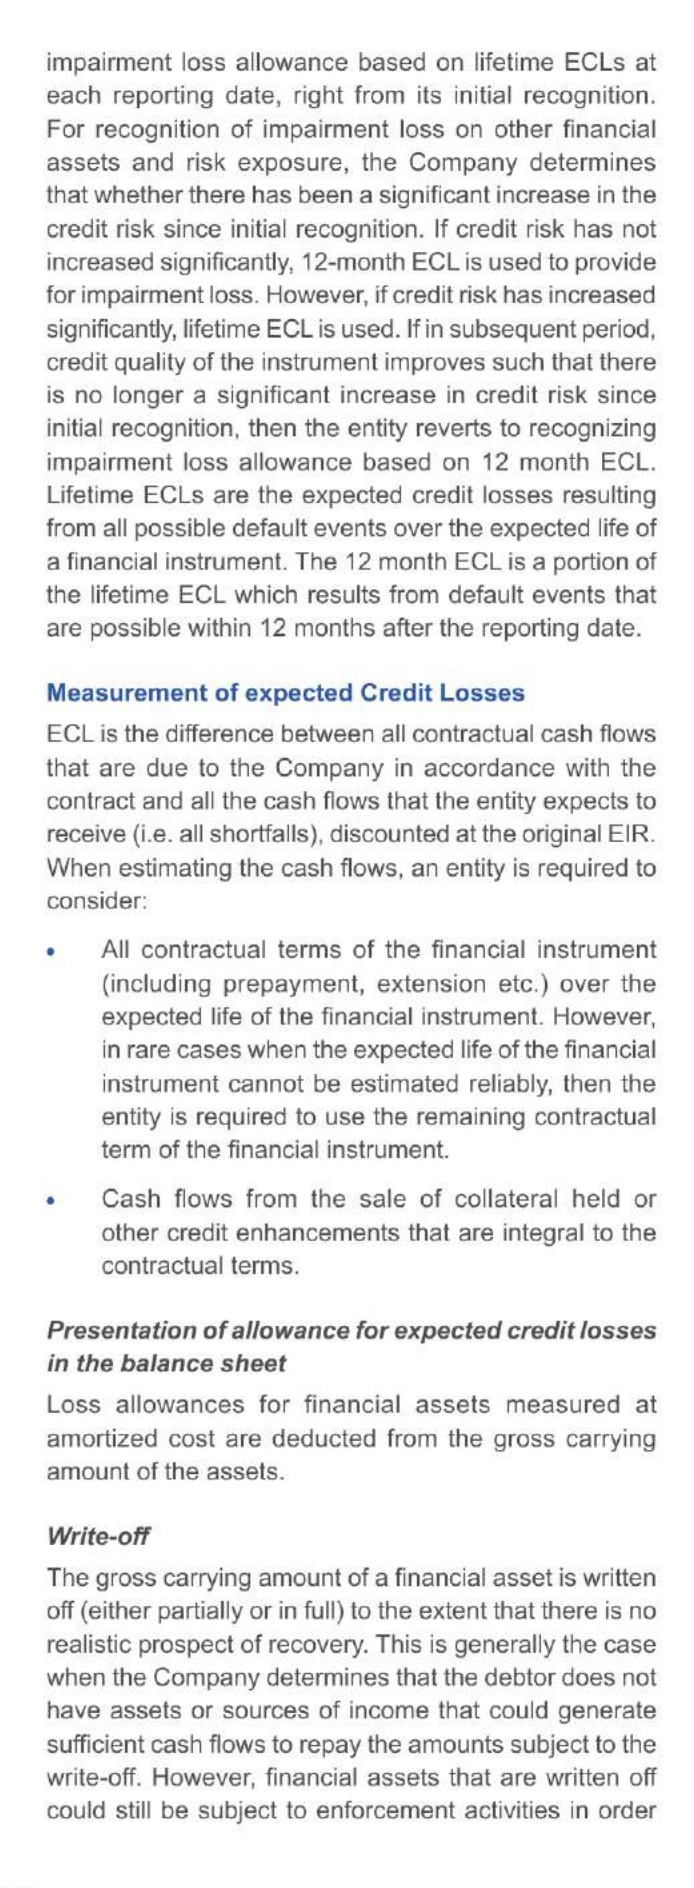 impairment loss allowance based on lifetime ECLs at
each reporting date, right from its initial recognition.
For recognition of impairment loss on other financial
assets and risk exposure, the Company determines
that whether there has been a significant increase in the
credit risk since initial recognition. If credit risk has not
increased significantly, 12-month ECL is used to provide
for impairment loss. However, if credit risk has increased
significantly, lifetime ECL is used. If in subsequent period,
credit quality of the instrument improves such that there
is no longer a significant increase in credit risk since
initial recognition, then the entity reverts to recognizing
impairment loss allowance based on 12 month ECL.
Lifetime ECLs are the expected credit losses resulting
from all possible default events over the expected life of
a financial instrument. The 12 month ECL is a portion of
the lifetime ECL which results from default events that
are possible within 12 months after the reporting date.
Measurement of expected Credit Losses
ECL is the difference between all contractual cash flows
that are due to the Company in accordance with the
contract and all the cash flows that the entity expects to
receive (i.e. all shortfalls), discounted at the original EIR.
When estimating the cash flows, an entity is required to
consider:
• All contractual terms of the financial instrument
(including prepayment, extension etc.) over the
expected life of the financial instrument. However,
in rare cases when the expected life of the financial
instrument cannot be estimated reliably, then the
entity is required to use the remaining contractual
term of the financial instrument.
• Cash flows from the sale of collateral held or
other credit enhancements that are integral to the
contractual terms.
Presentation of allowance for expected credit losses
in the balance sheet
Loss allowances for financial assets measured at
amortized cost are deducted from the gross carrying
amount of the assets.
Write-off
The gross carrying amount of a financial asset is written
off (either partially or in full) to the extent that there is no
realistic prospect of recovery. This is generally the case
when the Company determines that the debtor does not
have assets or sources of income that could generate
sufficient cash flows to repay the amounts subject to the
write-off. However, financial assets that are written off
could still be subject to enforcement activities in order